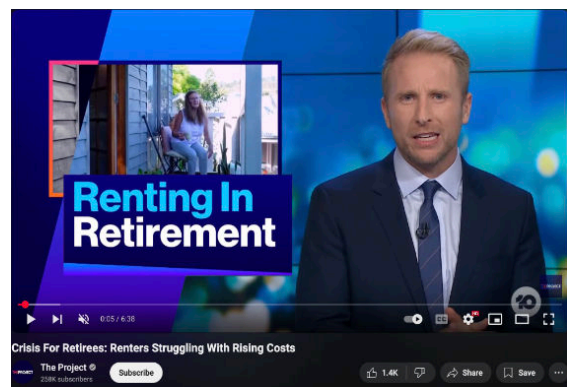 Renting In
Retirement
10
0:05 / 6:38
CC
Crisis For Retirees: Renters Struggling With Rising Costs
The Project
258K subscribers
Subscribe
1.4K
Share
Save